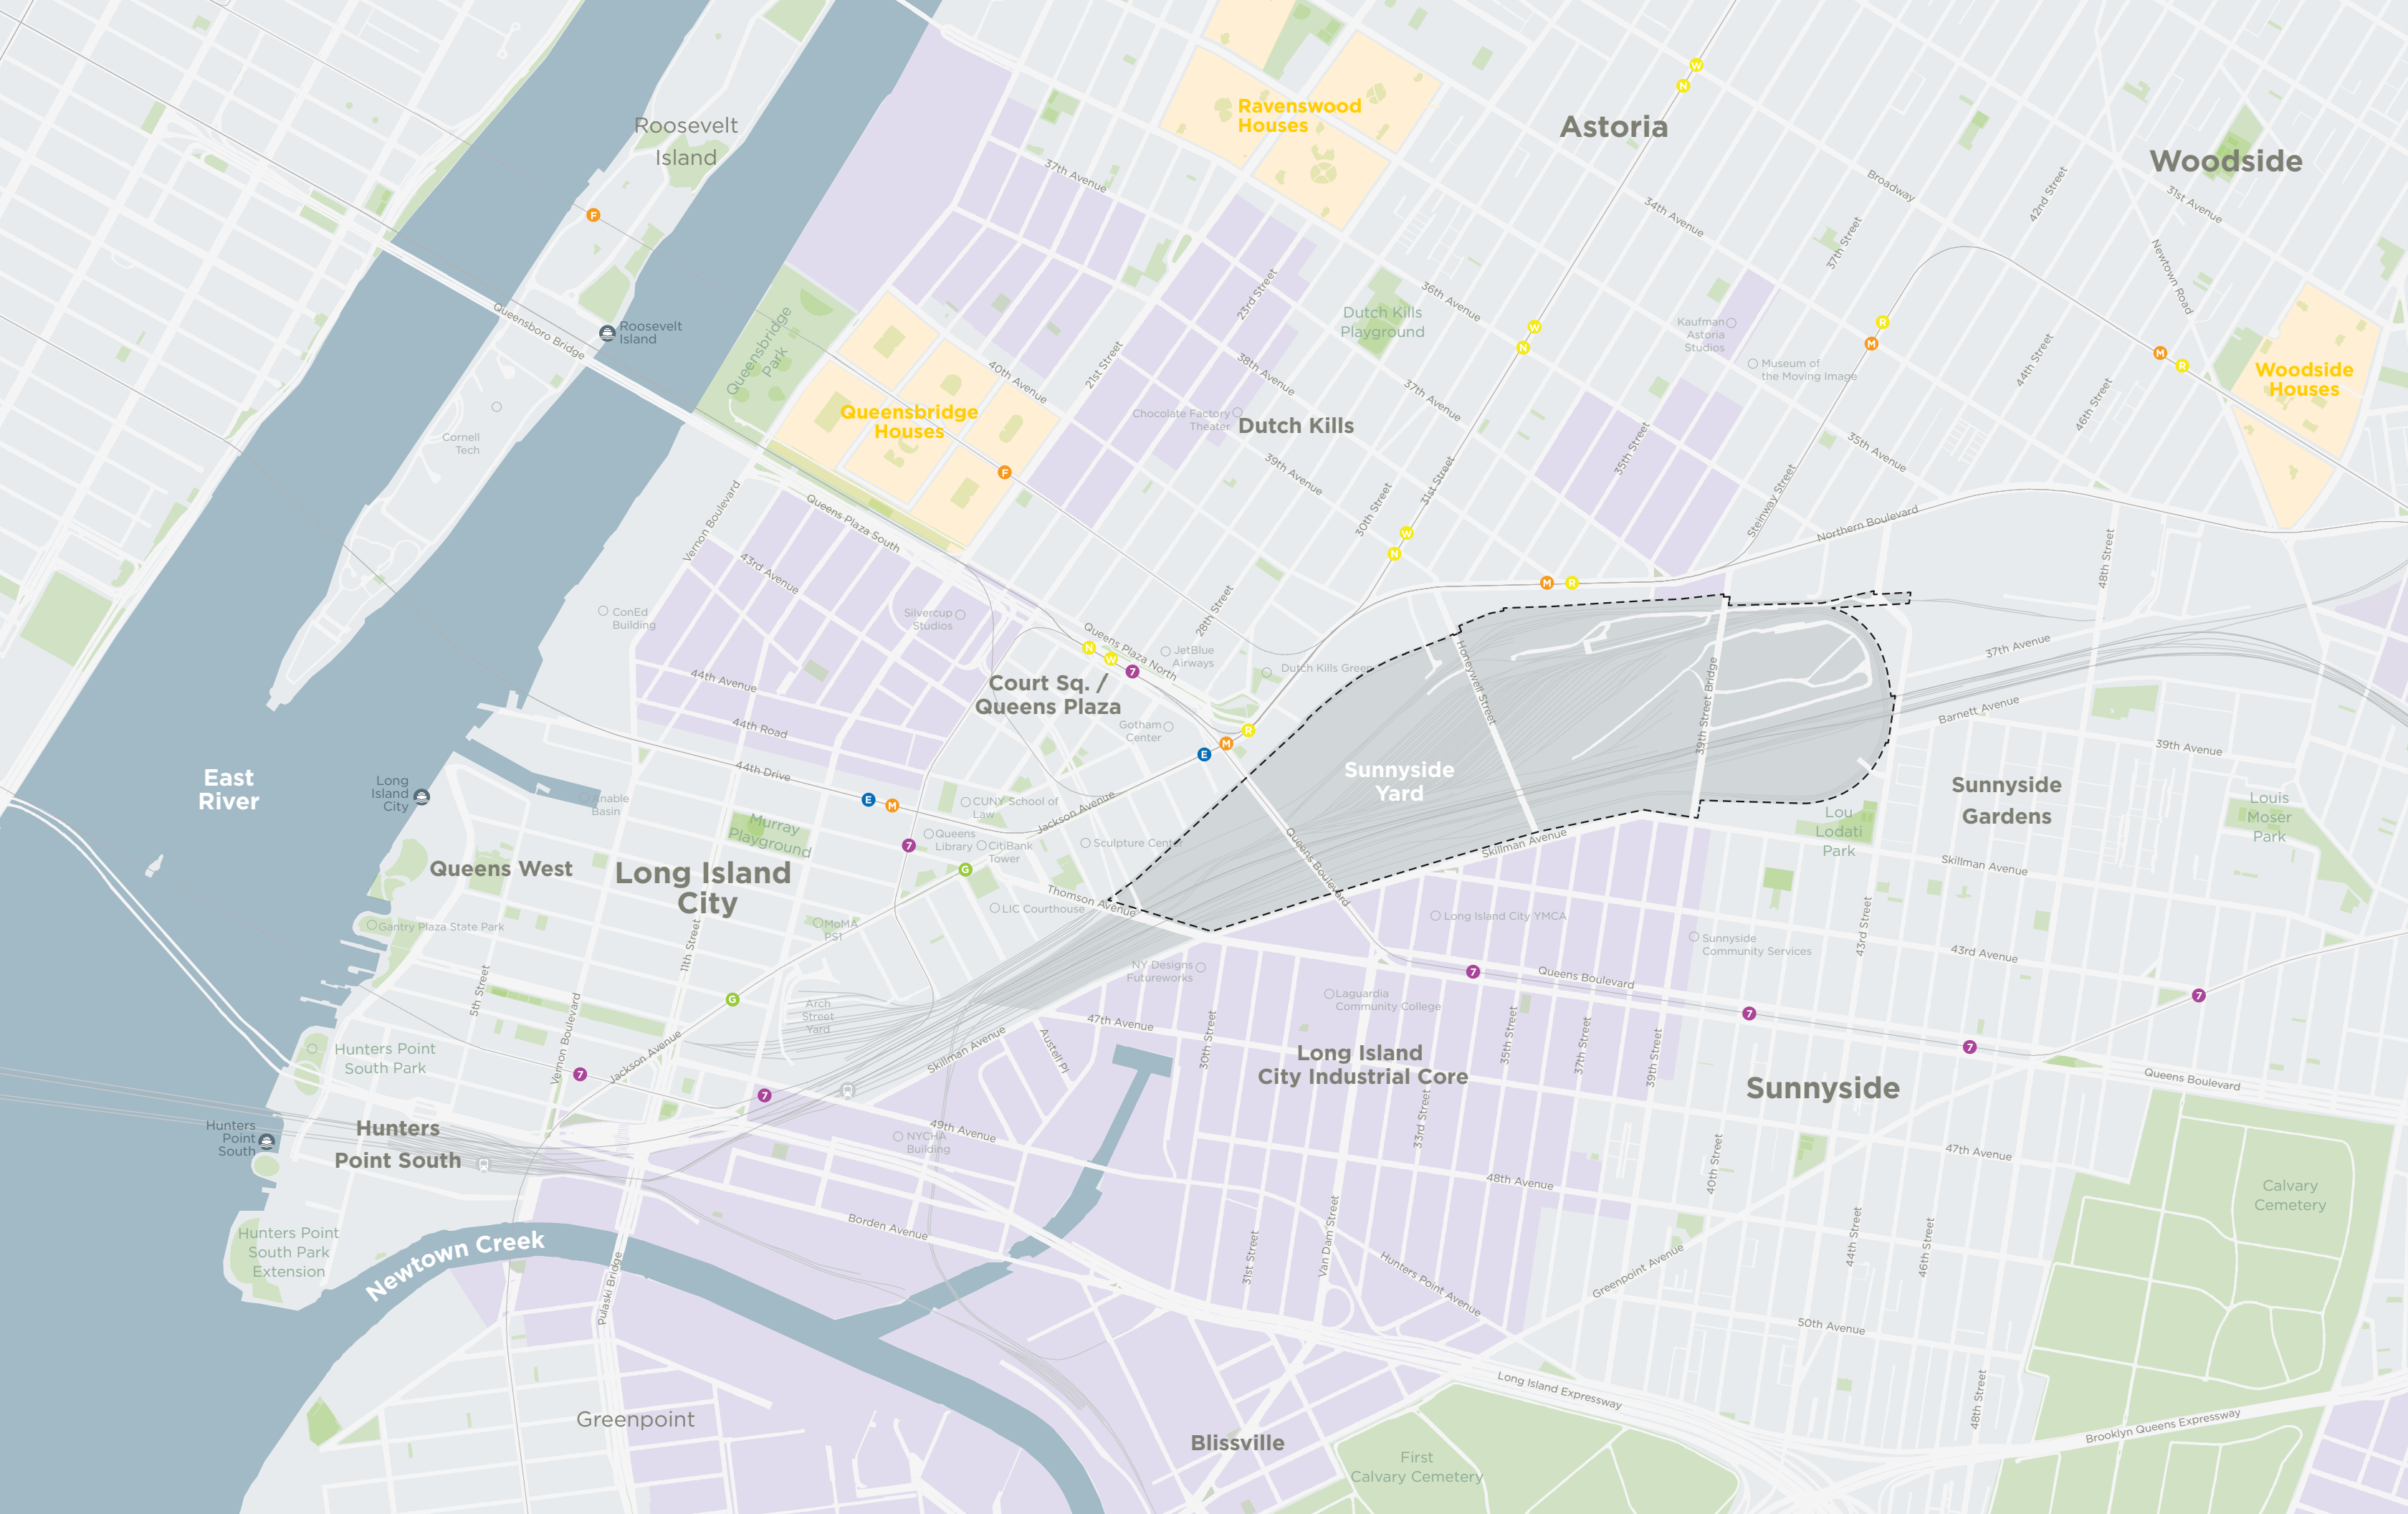 W
N
Ravenswood
Houses
Astoria
Roosevelt
Island
Woodside
37th Avenue
34th Avenue
Broadway
42nd Street
31st Avenue
F
37th Street
Newtown Road
23rd Street
36th Avenue
Queensboro Bridge
Roosevelt
Island
Queensbridge
Park
Dutch Kills
Playground
W
N
Kaufman
Astoria
Studios
R
M
Museum of
the Moving Image
44th Street
M
R
Woodside
Houses
21st Street
38th Avenue
40th Avenue
37th Avenue
46th Street
Queensbridge
Houses
Chocolate Factory
Theater
Dutch Kills
Cornell
Tech
F
39th Avenue
35th Street
35th Avenue
31st Street
30th Street
Steinway Street
Vernon Boulevard
Queens Plaza South
W
N
Northern Boulevard
48th Street
43rd Avenue
M
R
ConEd
Building
Silvercup
Studios
28th Street
Queens Plaza North
N
W
7
JetBlue
Airways
Dutch Kills Green
Honeywell Street
39th Street Bridge
37th Avenue
44th Avenue
Court Sq. /
Queens Plaza
44th Road
Gotham
Center
R
M
E
Barnett Avenue
39th Avenue
East
River
Long
Island
City
44th Drive
Anable
Basin
E
M
CUNY School of
Law
Jackson Avenue
Sunnyside
Yard
Sunnyside
Gardens
Louis
Moser
Park
Lou
Lodati
Park
Murray
Playground
7
Queens
Library
CitiBank
Tower
Sculpture Center
Queens Boulevard
Skillman Avenue
Skillman Avenue
Queens West
Long Island
City
G
Thomson Avenue
LIC Courthouse
Long Island City YMCA
Gantry Plaza State Park
MoMA
PS1
11th Street
43rd Street
Sunnyside
Community Services
43rd Avenue
NY Designs
Futureworks
7
Queens Boulevard
5th Street
G
Arch
Street
Yard
Laguardia
Community College
7
7
Vernon Boulevard
47th Avenue
30th Street
35th Street
37th Street
39th Street
7
Hunters Point
South Park
Jackson Avenue
Skillman Avenue
Austell Pl
Long Island
City Industrial Core
7
7
Sunnyside
Queens Boulevard
Hunters
Point
South
Hunters
Point South
NYCHA
Building
49th Avenue
33rd Street
40th Street
47th Avenue
48th Avenue
Calvary
Cemetery
Hunters Point
South Park
Extension
Newtown Creek
Borden Avenue
Pulaski Bridge
31st Street
Van Dam Street
Hunters Point Avenue
Greenpoint Avenue
44th Street
46th Street
50th Avenue
Long Island Expressway
48th Street
Brooklyn Queens Expressway
Greenpoint
Blissville
First
Calvary Cemetery